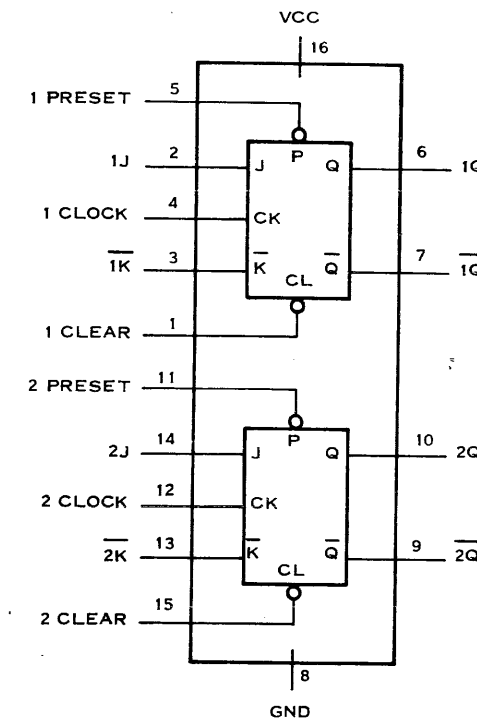 VCC
16
1 PRESET 5
P
1J 2 J Q 6 1Q
1 CLOCK 4 CK
1K̅ 3 K̅ Q̅ 7 1Q̅
CL
1 CLEAR 1
2 PRESET 11
P
2J 14 J Q 10 2Q
2 CLOCK 12 CK
2K̅ 13 K̅ Q̅ 9 2Q̅
CL
2 CLEAR 15
8
GND